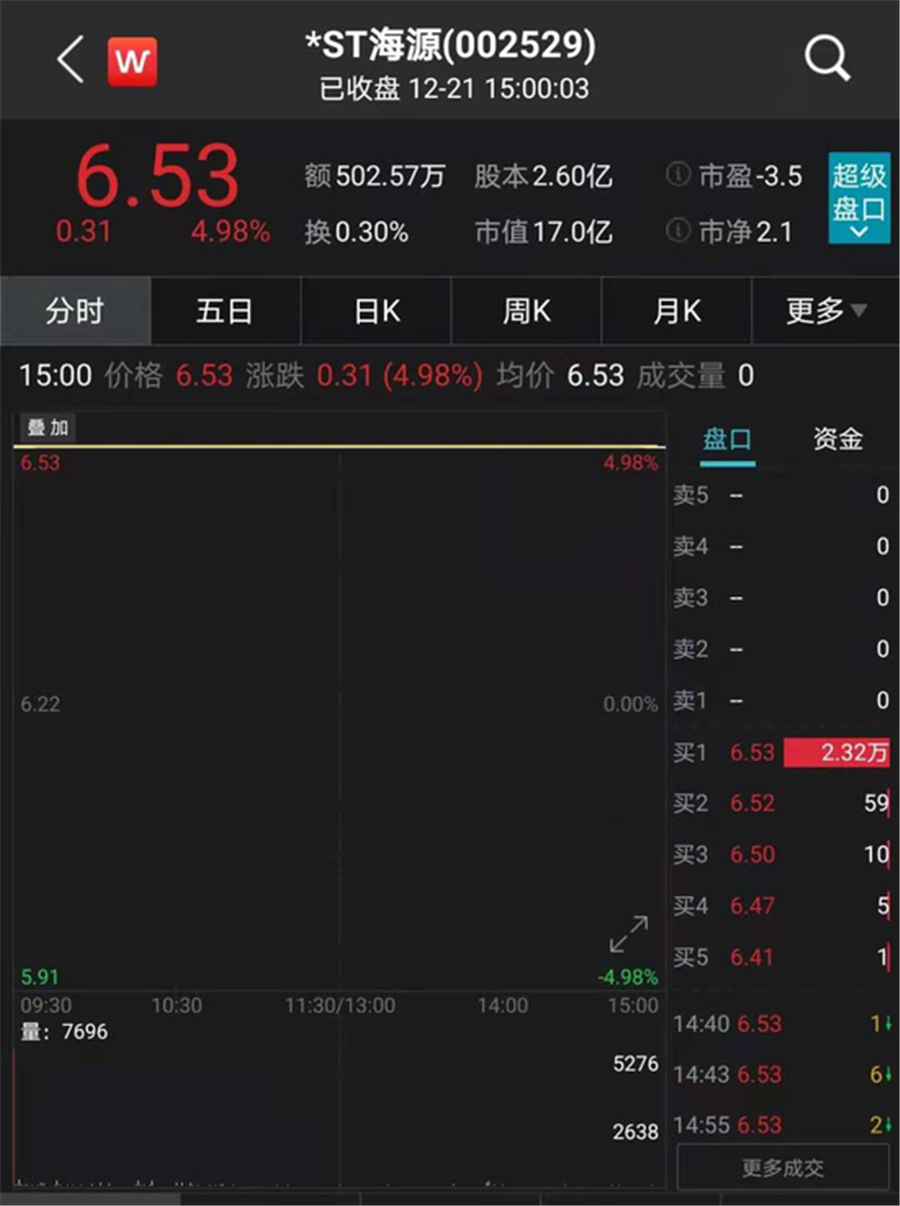 W
*ST海源(002529)
已收盘 12-21 15:00:03
6.53
0.31 4.98%
额502.57万 股本2.60亿 市盈-3.5
换0.30% 市值17.0亿 市净2.1
超级
盘口
分时 五日 日K 周K 月K 更多
15:00 价格 6.53 涨跌 0.31 (4.98%) 均价 6.53 成交量 0
叠加
6.53 4.98%
6.22 0.00%
5.91 -4.98%
09:30 10:30 11:30/13:00 14:00 15:00
量: 7696
5276
2638
盘口 资金
卖5 -- 0
卖4 -- 0
卖3 -- 0
卖2 -- 0
卖1 -- 0
买1 6.53 2.32万
买2 6.52 59
买3 6.50 10
买4 6.47 5
买5 6.41 1
14:40 6.53 1↓
14:43 6.53 6↓
14:55 6.53 2↓
更多成交